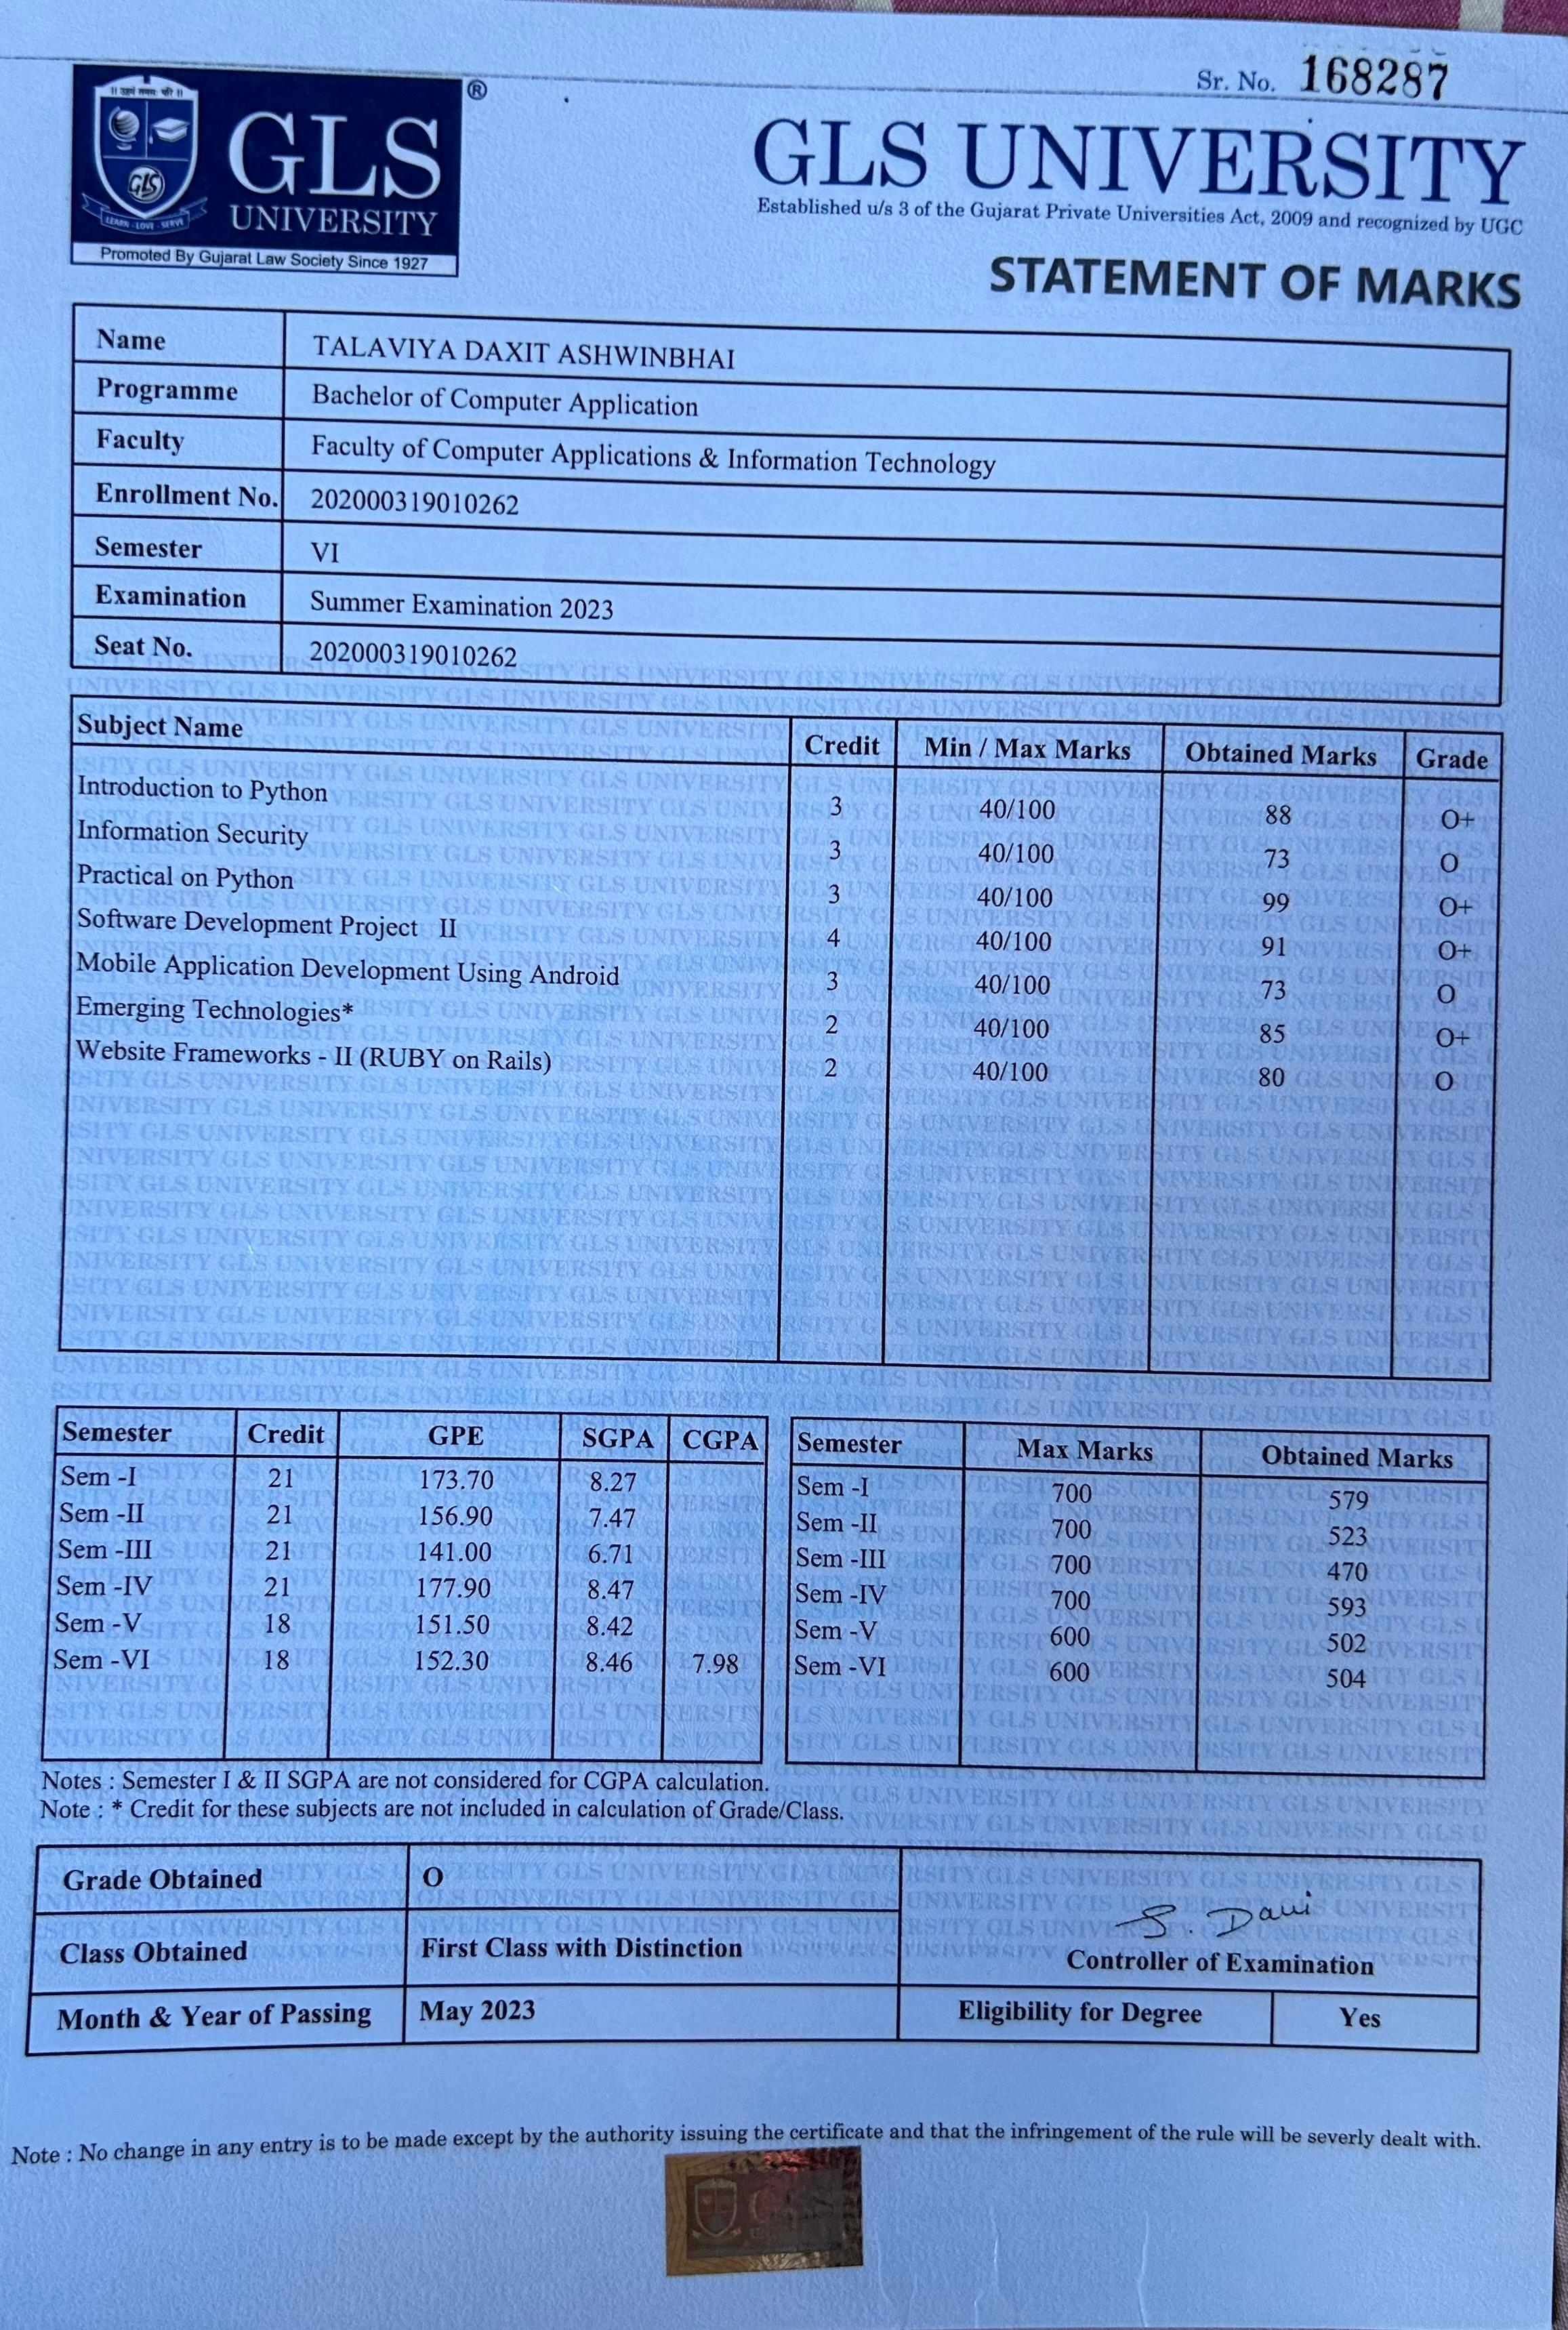 Sr. No. 168287
|| उद्यमं नमामः श्री ||
GLS
LEARN - LOVE - SERVE
GLS
UNIVERSITY
®
Promoted By Gujarat Law Society Since 1927
GLS UNIVERSITY
Established u/s 3 of the Gujarat Private Universities Act, 2009 and recognized by UGC
STATEMENT OF MARKS
Name TALAVIYA DAXIT ASHWINBHAI
Programme Bachelor of Computer Application
Faculty Faculty of Computer Applications & Information Technology
Enrollment No. 202000319010262
Semester VI
Examination Summer Examination 2023
Seat No. 202000319010262
Subject Name Credit Min / Max Marks Obtained Marks Grade
Introduction to Python 3 40/100 88 O+
Information Security 3 40/100 73 O
Practical on Python 3 40/100 99 O+
Software Development Project II 4 40/100 91 O+
Mobile Application Development Using Android 3 40/100 73 O
Emerging Technologies* 2 40/100 85 O+
Website Frameworks - II (RUBY on Rails) 2 40/100 80 O
Semester Credit GPE SGPA CGPA
Sem -I 21 173.70 8.27
Sem -II 21 156.90 7.47
Sem -III 21 141.00 6.71
Sem -IV 21 177.90 8.47
Sem -V 18 151.50 8.42
Sem -VI 18 152.30 8.46 7.98
Semester Max Marks Obtained Marks
Sem -I 700 579
Sem -II 700 523
Sem -III 700 470
Sem -IV 700 593
Sem -V 600 502
Sem -VI 600 504
Notes : Semester I & II SGPA are not considered for CGPA calculation.
Note : * Credit for these subjects are not included in calculation of Grade/Class.
Grade Obtained O
Class Obtained First Class with Distinction
Controller of Examination
Month & Year of Passing May 2023
Eligibility for Degree Yes
Note : No change in any entry is to be made except by the authority issuing the certificate and that the infringement of the rule will be severly dealt with.